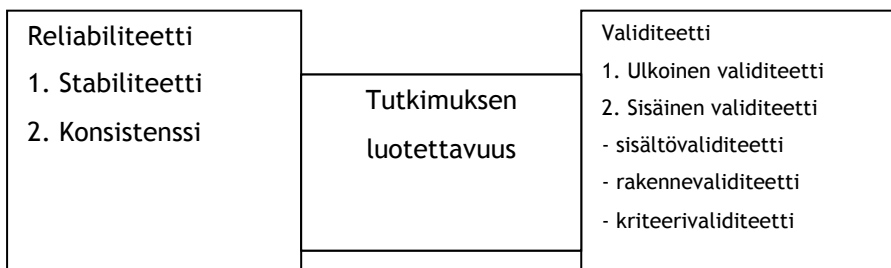 Reliabiliteetti
1. Stabiliteetti
2. Konsistenssi
Tutkimuksen
luotettavuus
Validiteetti
1. Ulkoinen validiteetti
2. Sisäinen validiteetti
- sisältövaliditeetti
- rakennevaliditeetti
- kriteerivaliditeetti